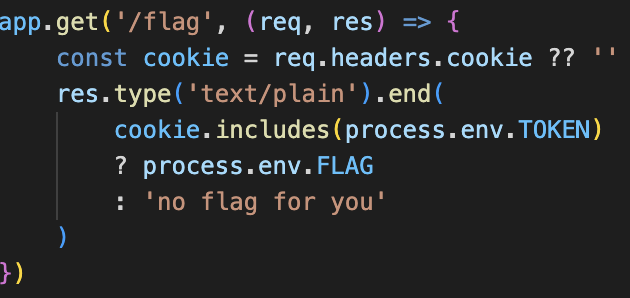 app.get('/flag', (req, res) => {
    const cookie = req.headers.cookie ?? ''
    res.type('text/plain').end(
        cookie.includes(process.env.TOKEN)
        ? process.env.FLAG
        : 'no flag for you'
    )
})